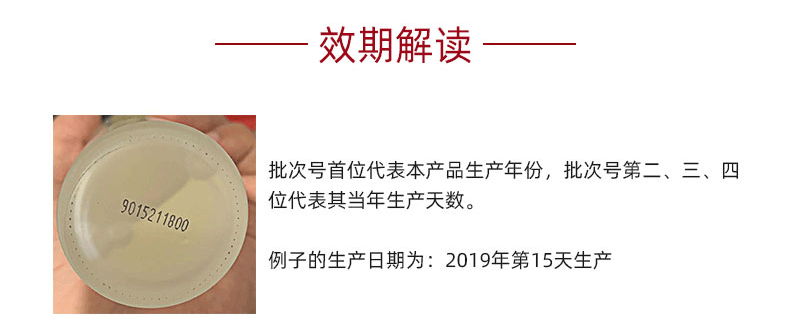 效期解读
9015211800
批次号首位代表本产品生产年份，批次号第二、三、四
位代表其当年生产天数。
例子的生产日期为：2019年第15天生产